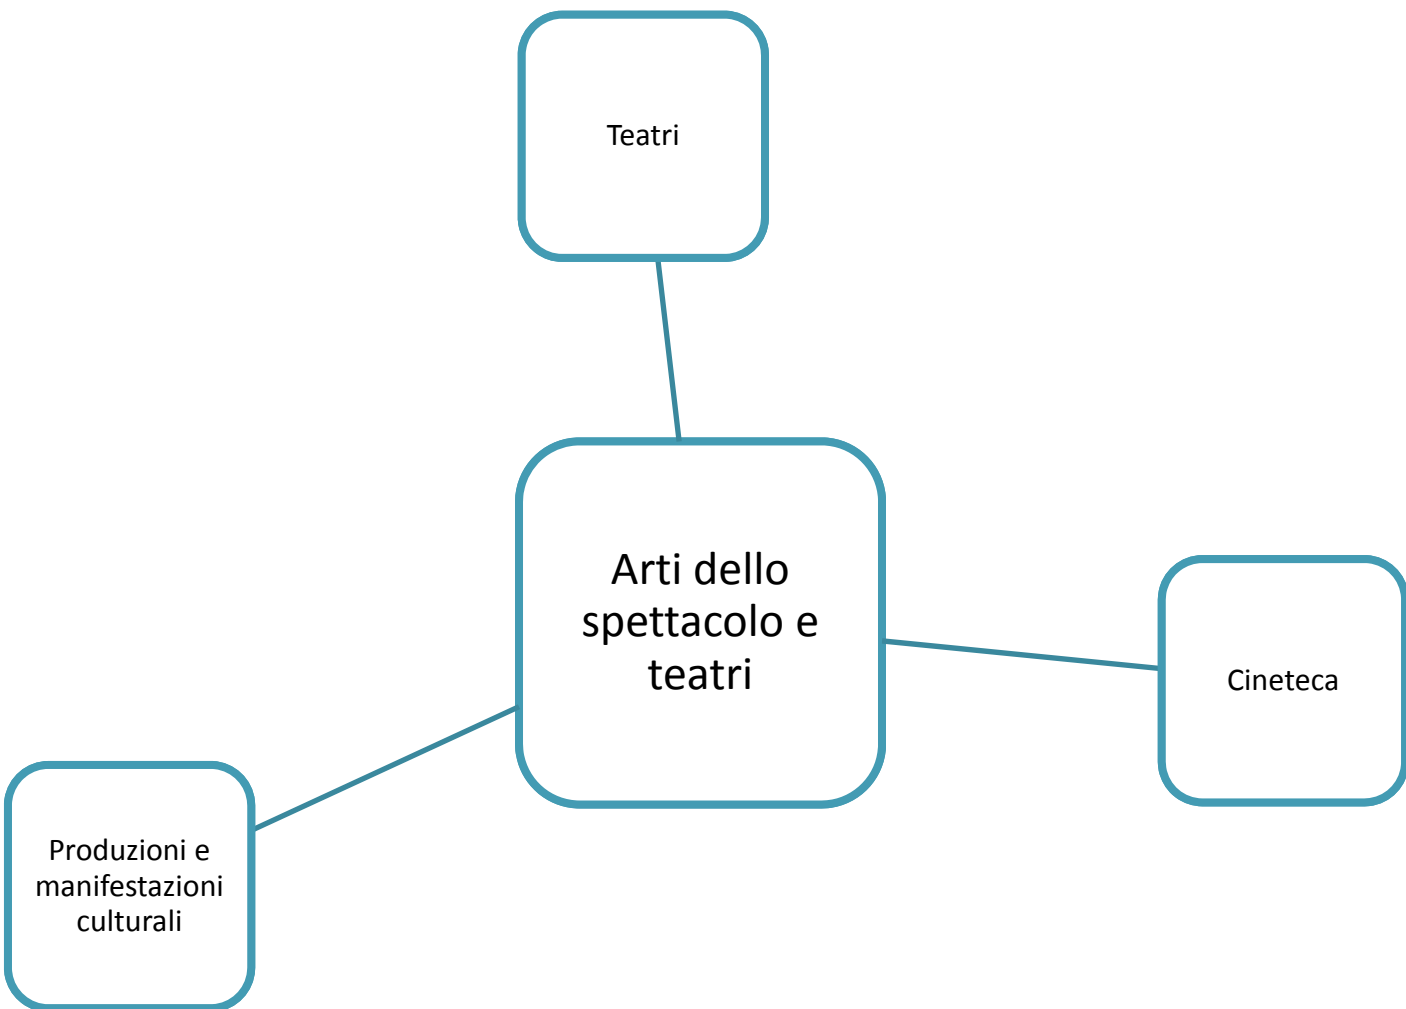 Teatri
Arti dello
spettacolo e
teatri
Cineteca
Produzioni e
manifestazioni
culturali